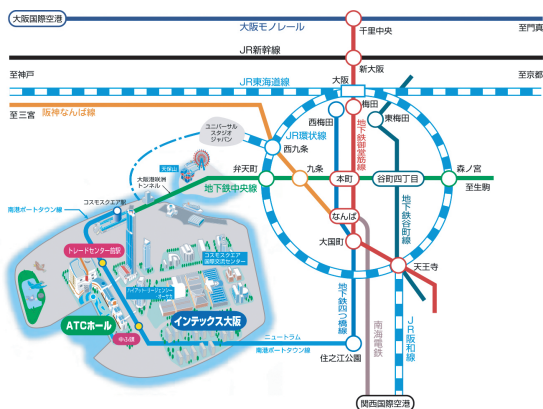 大阪国際空港
大阪モノレール
千里中央
至門真
JR新幹線
至神戸
新大阪
至京都
大阪
JR東海道線
至三宮
阪神なんば線
西梅田
梅田
東梅田
ユニバーサル
スタジオ
ジャパン
JR環状線
西九条
地下鉄御堂筋線
天保山
大阪港咲洲
トンネル
弁天町
九条
本町
谷町四丁目
森ノ宮
至生駒
地下鉄中央線
コスモスクエア駅
南港ポートタウン線
なんば
地下鉄谷町線
トレードセンター前駅
コスモスクエア
国際交流センター
大国町
天王寺
ハイアット・リージェンシー
オーサカ
ATCホール
インテックス大阪
中ふ頭
地下鉄四つ橋線
南海電鉄
JR阪和線
ニュートラム
南港ポートタウン線
住之江公園
関西国際空港